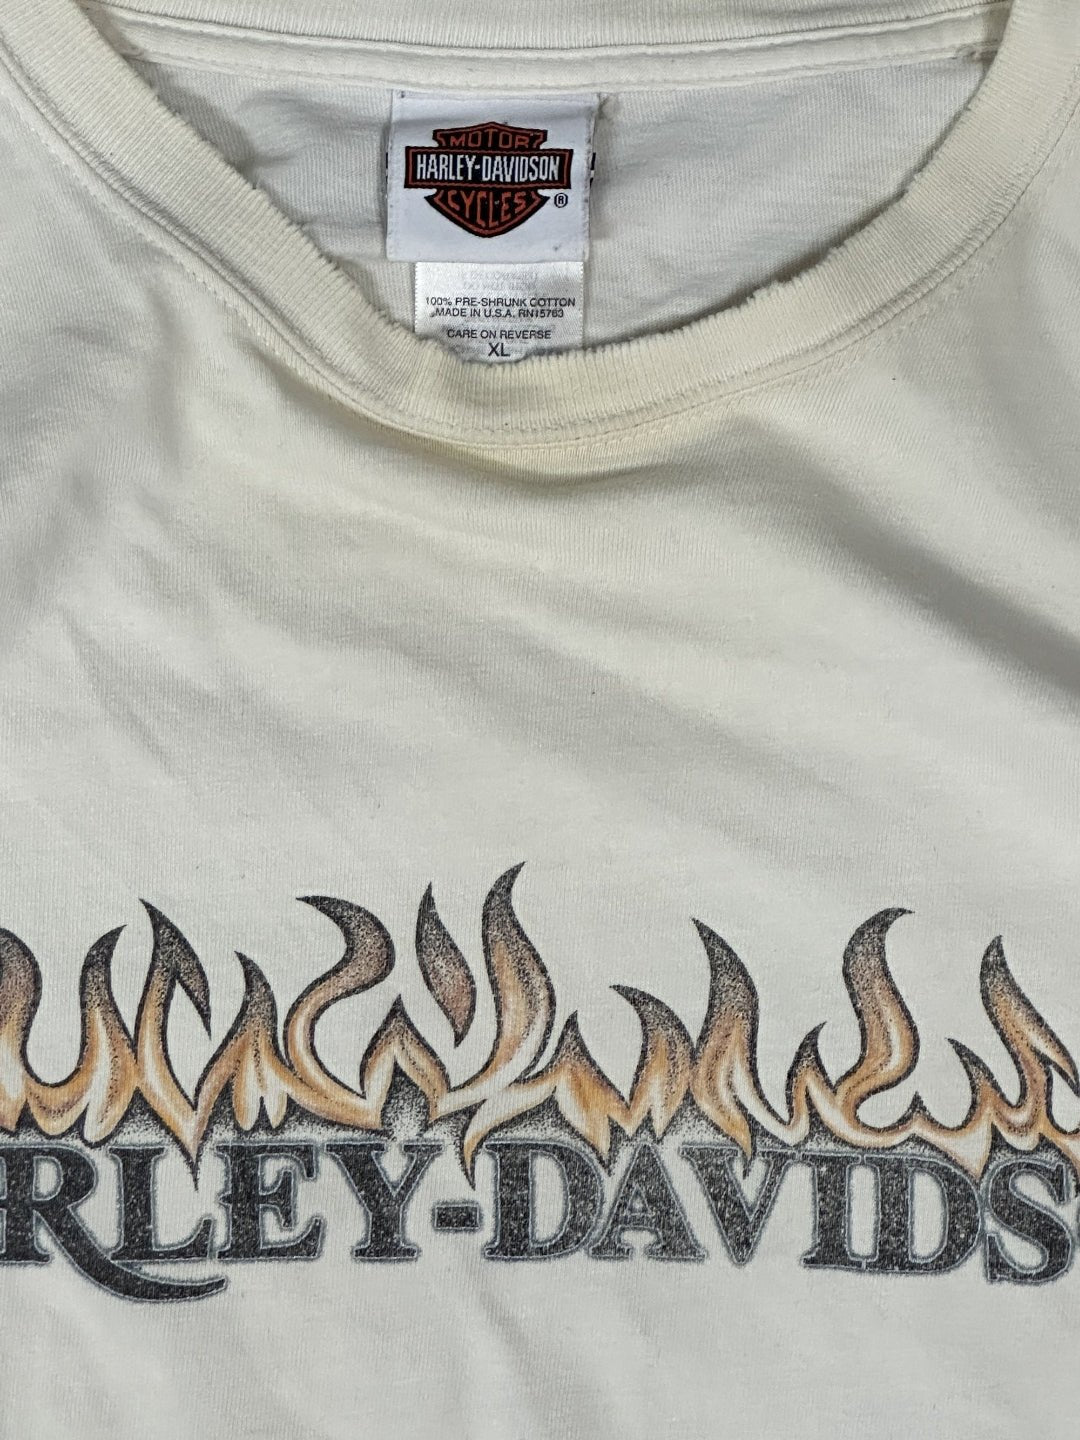 MOTOR
HARLEY-DAVIDSON
CYCLES ®
100% PRE-SHRUNK COTTON
MADE IN U.S.A. RN15763
CARE ON REVERSE
XL
RLEY-DAVIDS